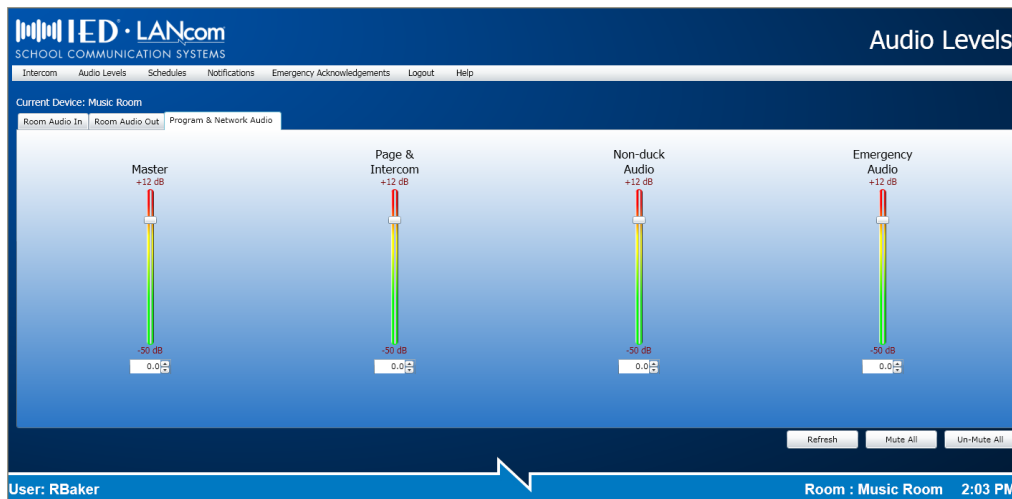 IED® · LANcom
SCHOOL COMMUNICATION SYSTEMS
Audio Levels
Intercom Audio Levels Schedules Notifications Emergency Acknowledgements Logout Help
Current Device: Music Room
Room Audio In Room Audio Out Program & Network Audio
Master
+12 dB
-50 dB
0.0
Page &
Intercom
+12 dB
-50 dB
0.0
Non-duck
Audio
+12 dB
-50 dB
0.0
Emergency
Audio
+12 dB
-50 dB
0.0
Refresh Mute All Un-Mute All
User: RBaker
Room : Music Room 2:03 PM